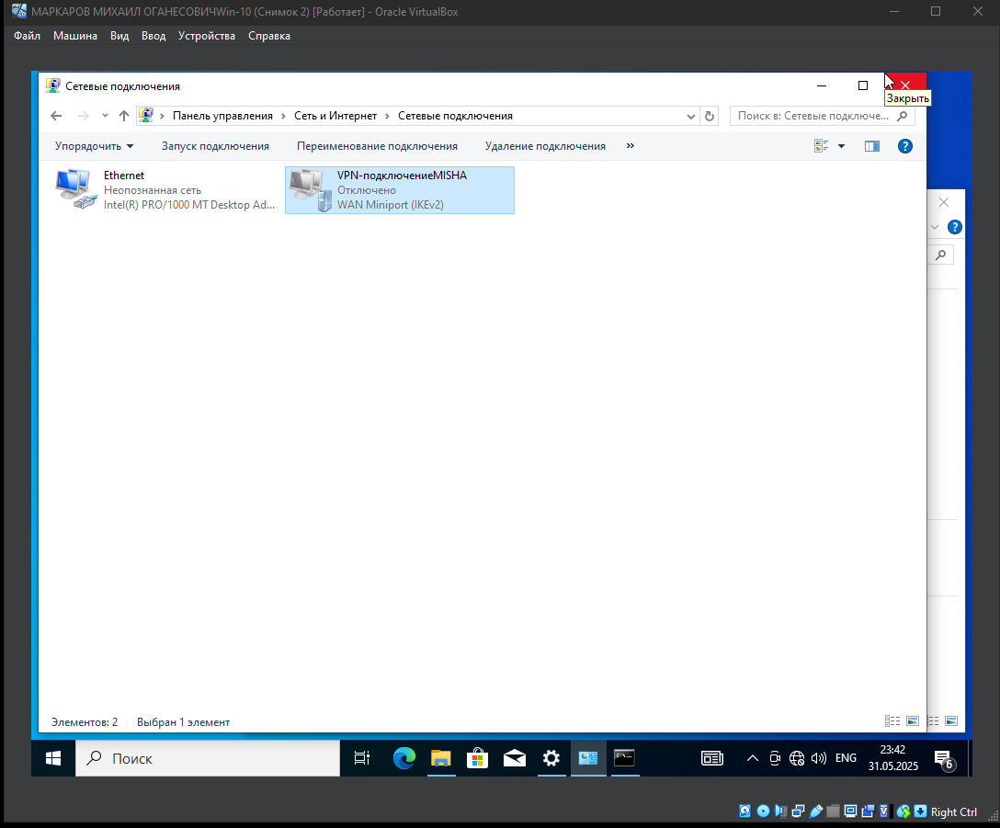 МАРКАРОВ МИХАИЛ ОГАНЕСОВИЧWin-10 (Снимок 2) [Работает] - Oracle VirtualBox
Файл Машина Вид Ввод Устройства Справка
Сетевые подключения
Закрыть
Панель управления > Сеть и Интернет > Сетевые подключения
Поиск в: Сетевые подключе...
Упорядочить Запуск подключения Переименование подключения Удаление подключения »
Ethernet
Неопознанная сеть
Intel(R) PRO/1000 MT Desktop Ad...
VPN-подключениеMISHA
Отключено
WAN Miniport (IKEv2)
Элементов: 2 Выбран 1 элемент
Поиск
ENG
23:42
31.05.2025
6
Right Ctrl